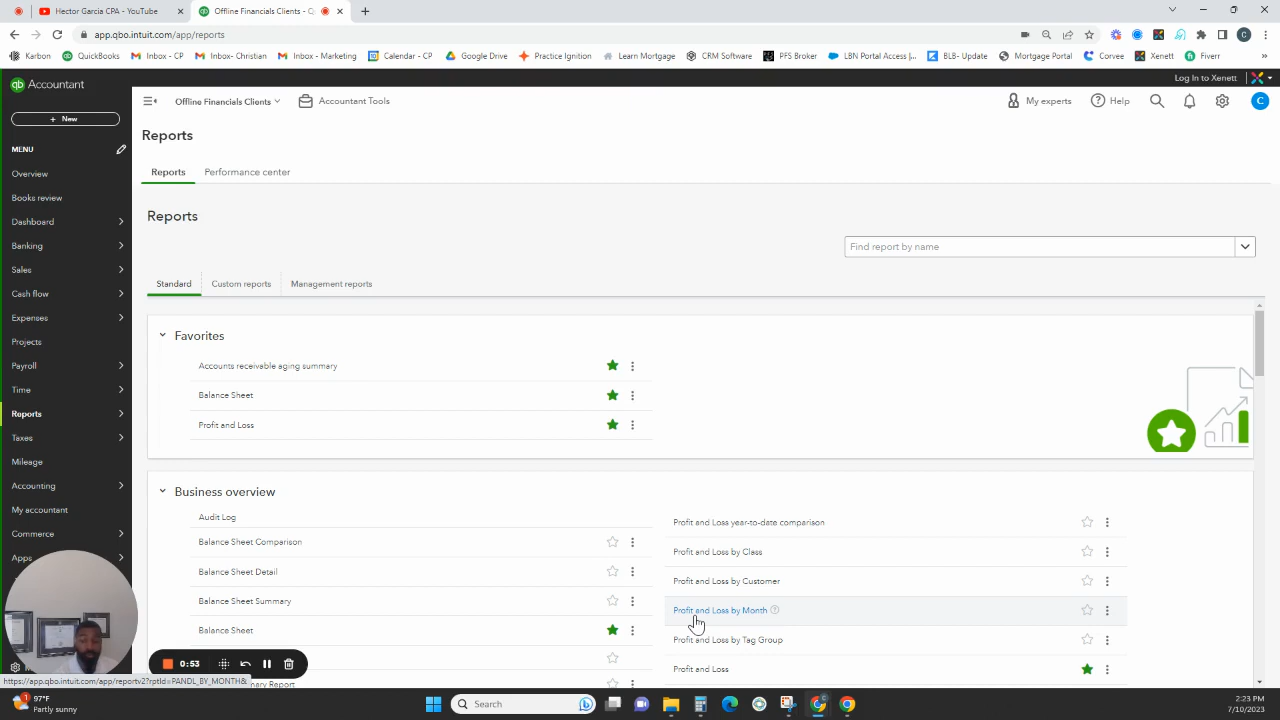 Hector Garcia CPA - YouTube
Offline Financials Clients - Q
app.qbo.intuit.com/app/reports
Karbon
QuickBooks
Inbox - CP
Inbox- Christian
Inbox - Marketing
Calendar - CP
Google Drive
Practice Ignition
Learn Mortgage
CRM Software
PFS Broker
LBN Portal Access |...
BLB- Update
Mortgage Portal
Corvee
Xenett
Fiverr
»
qb Accountant
Log In to Xenett
+ New
Offline Financials Clients
Accountant Tools
My experts
Help
C
Reports
MENU
Overview
Books review
Dashboard
Banking
Sales
Cash flow
Expenses
Projects
Payroll
Time
Reports
Taxes
Mileage
Accounting
My accountant
Commerce
Apps
Reports
Performance center
Reports
Find report by name
Standard
Custom reports
Management reports
Favorites
Accounts receivable aging summary
Balance Sheet
Profit and Loss
Business overview
Audit Log
Balance Sheet Comparison
Balance Sheet Detail
Balance Sheet Summary
Balance Sheet
nary Report
Profit and Loss year-to-date comparison
Profit and Loss by Class
Profit and Loss by Customer
Profit and Loss by Month
Profit and Loss by Tag Group
Profit and Loss
0:53
https://app.qbo.intuit.com/app/reportv2?rptId=PANDL_BY_MONTH&
1
97°F
Partly sunny
Search
2:23 PM
7/10/2023